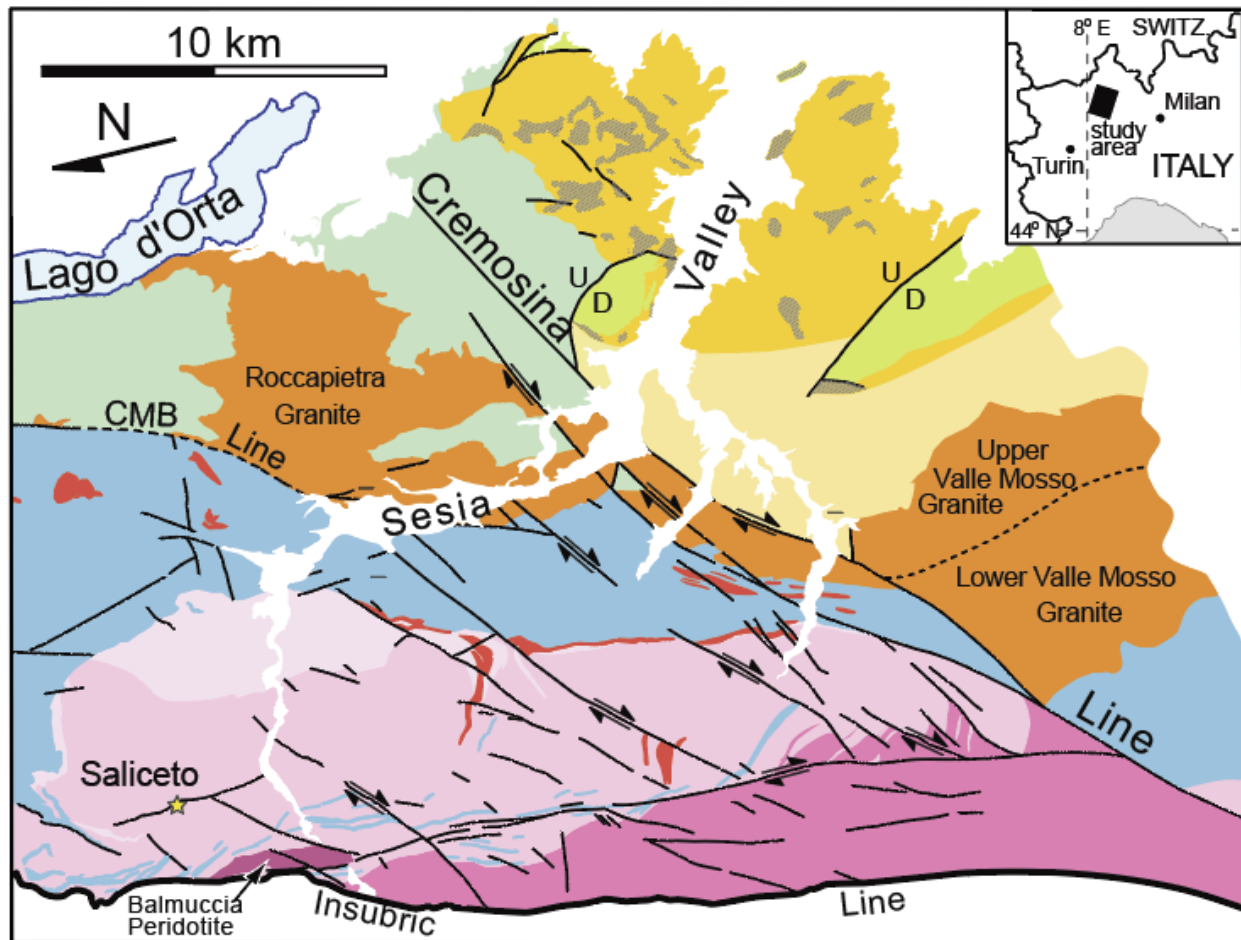 10 km
N
Lago d'Orta
8° E
SWITZ
Milan
study
area
Turin
ITALY
44° N
Cremosina
Valley
U
D
U
D
Roccapietra
Granite
CMB
Line
Sesia
Upper
Valle Mosso
Granite
Lower Valle Mosso
Granite
Line
Saliceto
Balmuccia
Peridotite
Insubric
Line